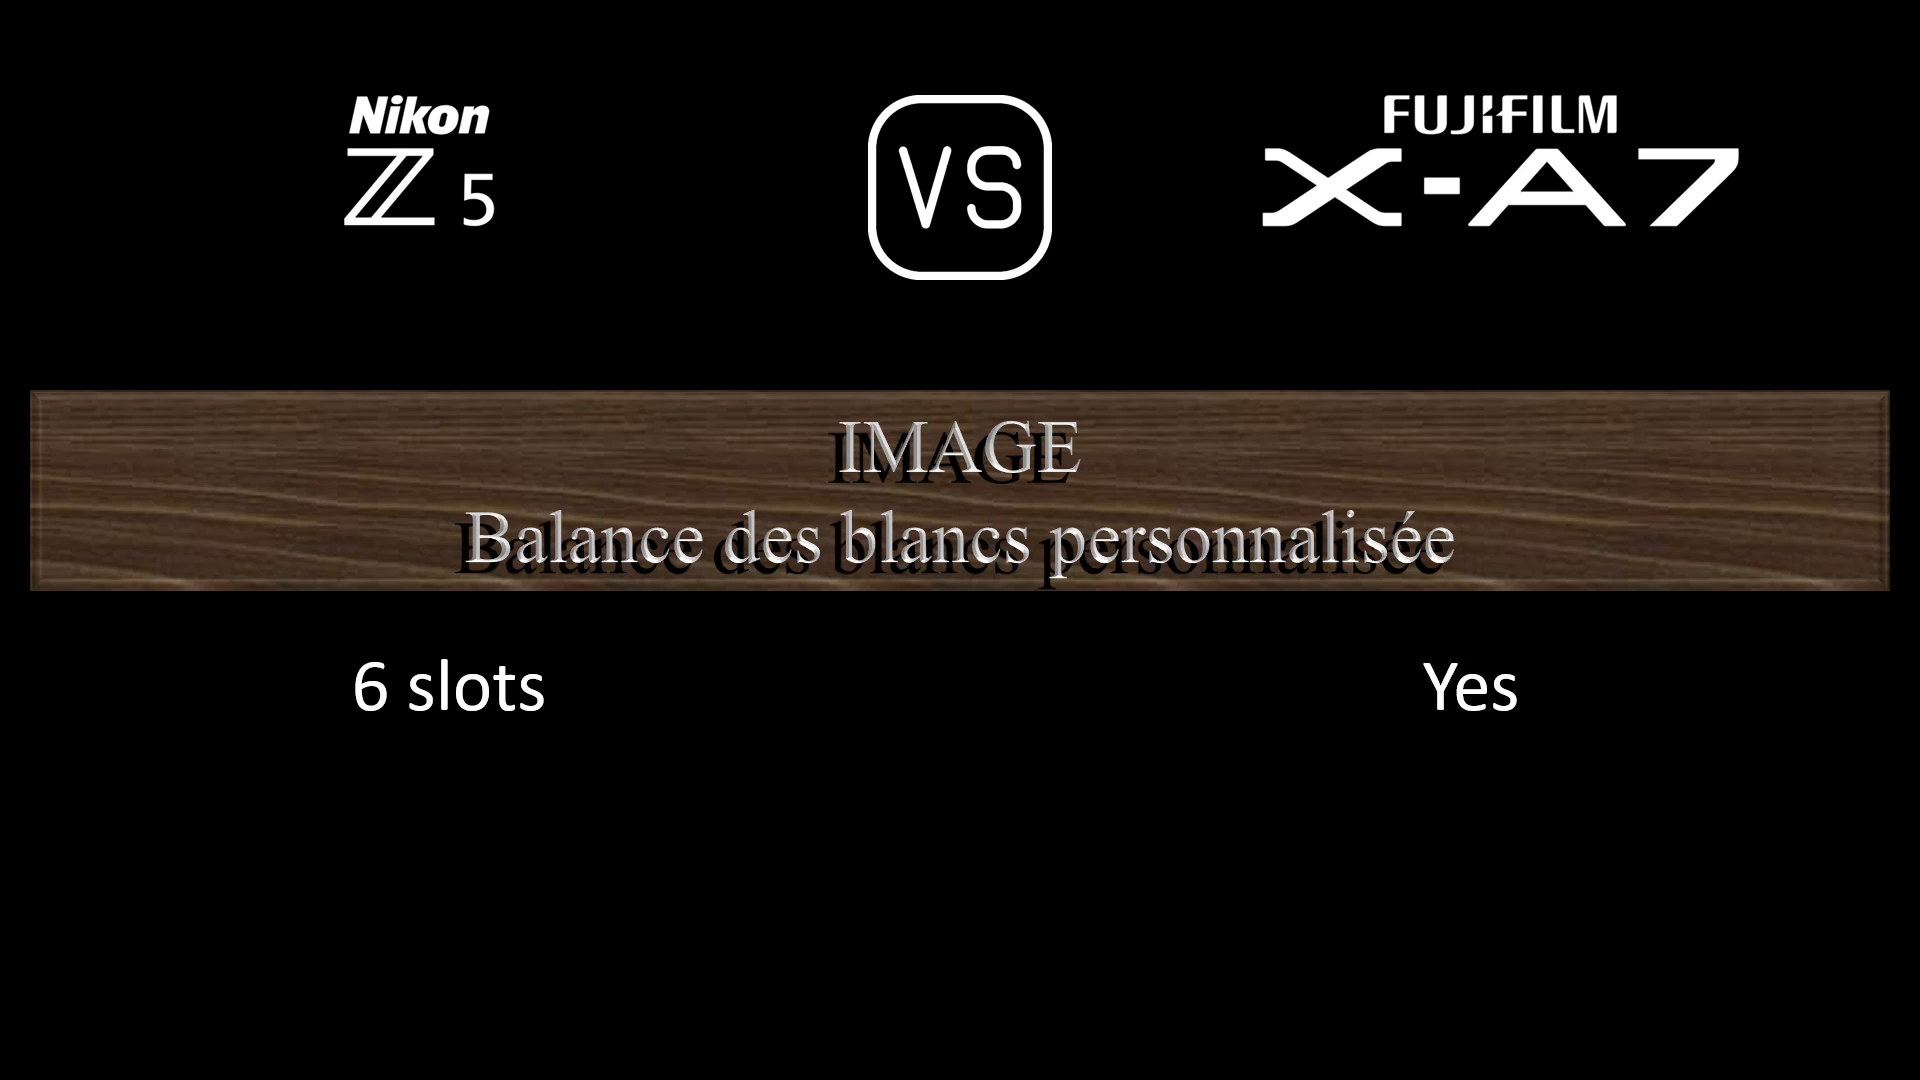 Nikon
Z 5
VS
FUJIFILM
X-A7
IMAGE
Balance des blancs personnalisée
6 slots
Yes